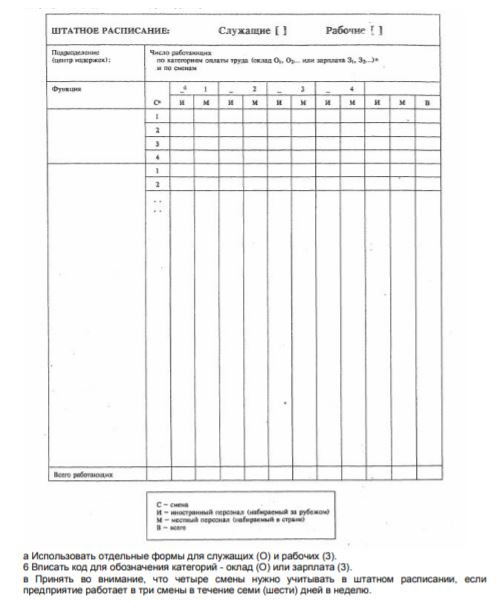 ШТАТНОЕ РАСПИСАНИЕ: Служащие [ ] Рабочие [ ]
Подразделение
(центр издержек):
Число работающих
по категориям оплаты труда (оклад О₁, О₂... или зарплата З₁, З₂...)ᵃ
и по сменам
Функция
_ᵟ 1 _ 2 _ 3 _ 4
Сᵃ И М И М И М И М И М В
1
2
3
4
1
2
. .
. .
Всего работающих
С — смена
И — иностранный персонал (набираемый за рубежом)
М — местный персонал (набираемый в стране)
В — всего
а Использовать отдельные формы для служащих (О) и рабочих (З).
б Вписать код для обозначения категорий - оклад (О) или зарплата (З).
в Принять во внимание, что четыре смены нужно учитывать в штатном расписании, если
предприятие работает в три смены в течение семи (шести) дней в неделю.